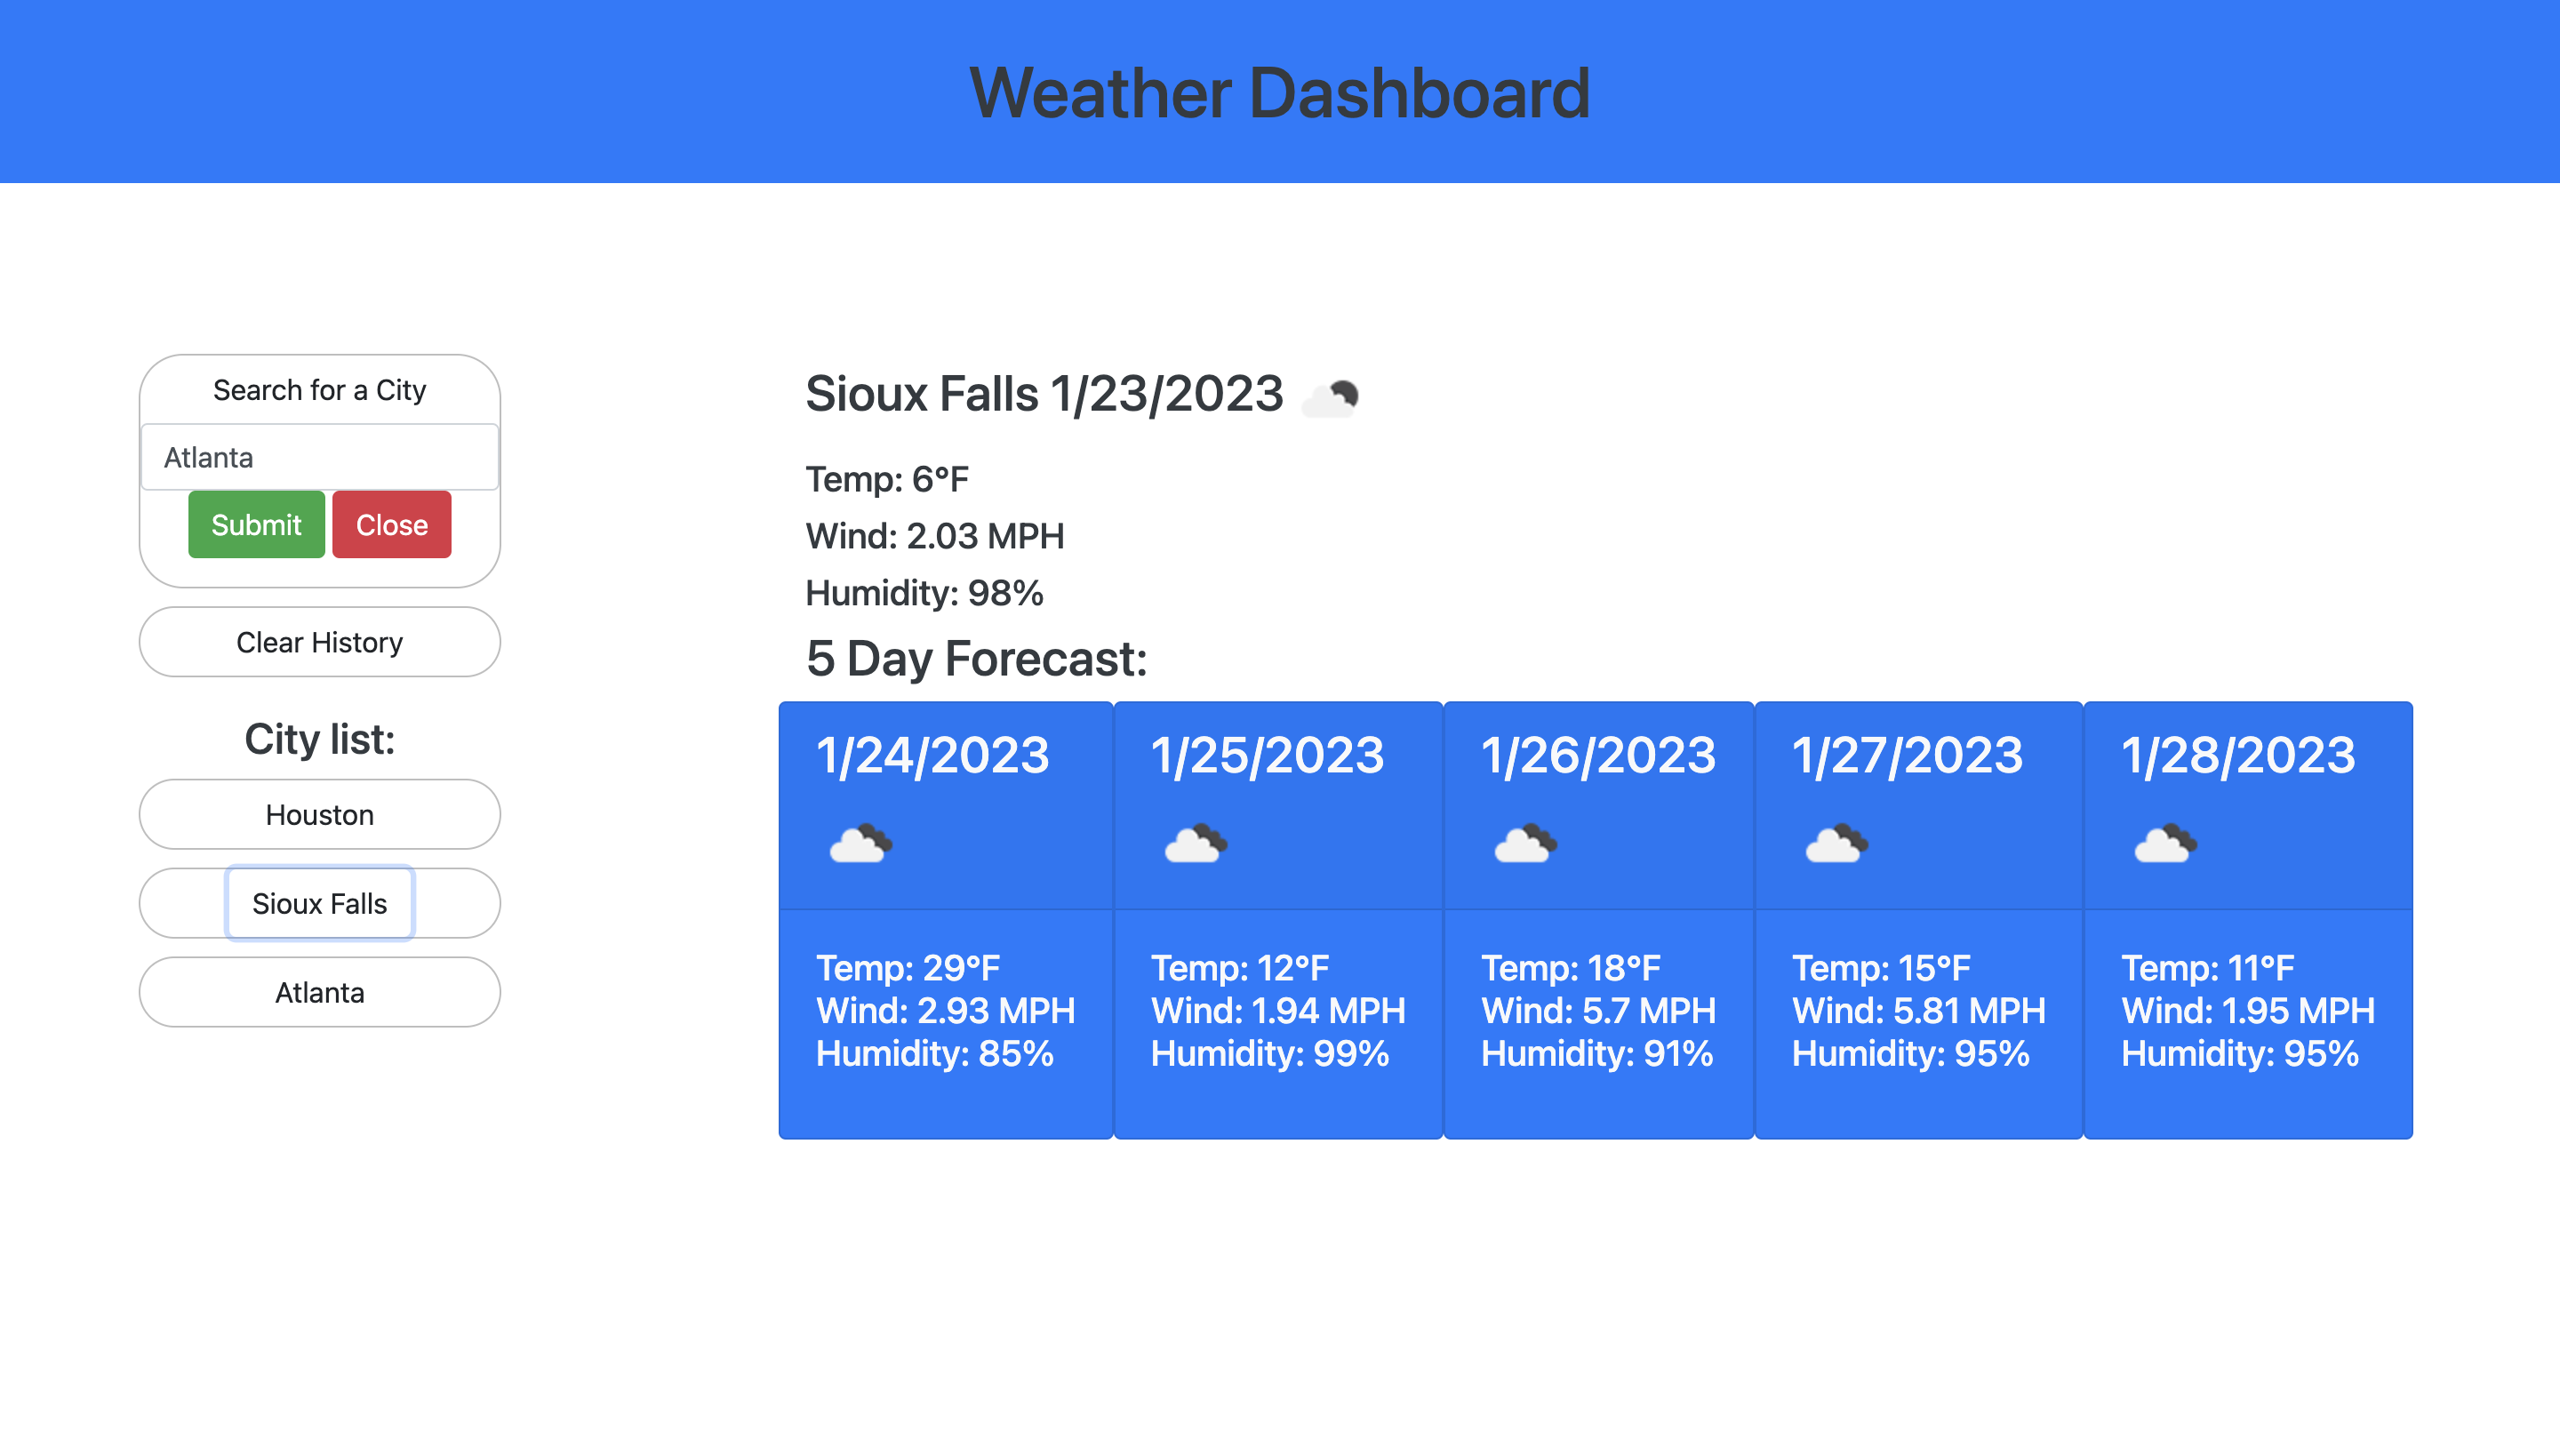 Weather Dashboard
Search for a City
Atlanta
Submit Close
Clear History
City list:
Houston
Sioux Falls
Atlanta
Sioux Falls 1/23/2023
Temp: 6°F
Wind: 2.03 MPH
Humidity: 98%
5 Day Forecast:
1/24/2023
Temp: 29°F
Wind: 2.93 MPH
Humidity: 85%
1/25/2023
Temp: 12°F
Wind: 1.94 MPH
Humidity: 99%
1/26/2023
Temp: 18°F
Wind: 5.7 MPH
Humidity: 91%
1/27/2023
Temp: 15°F
Wind: 5.81 MPH
Humidity: 95%
1/28/2023
Temp: 11°F
Wind: 1.95 MPH
Humidity: 95%